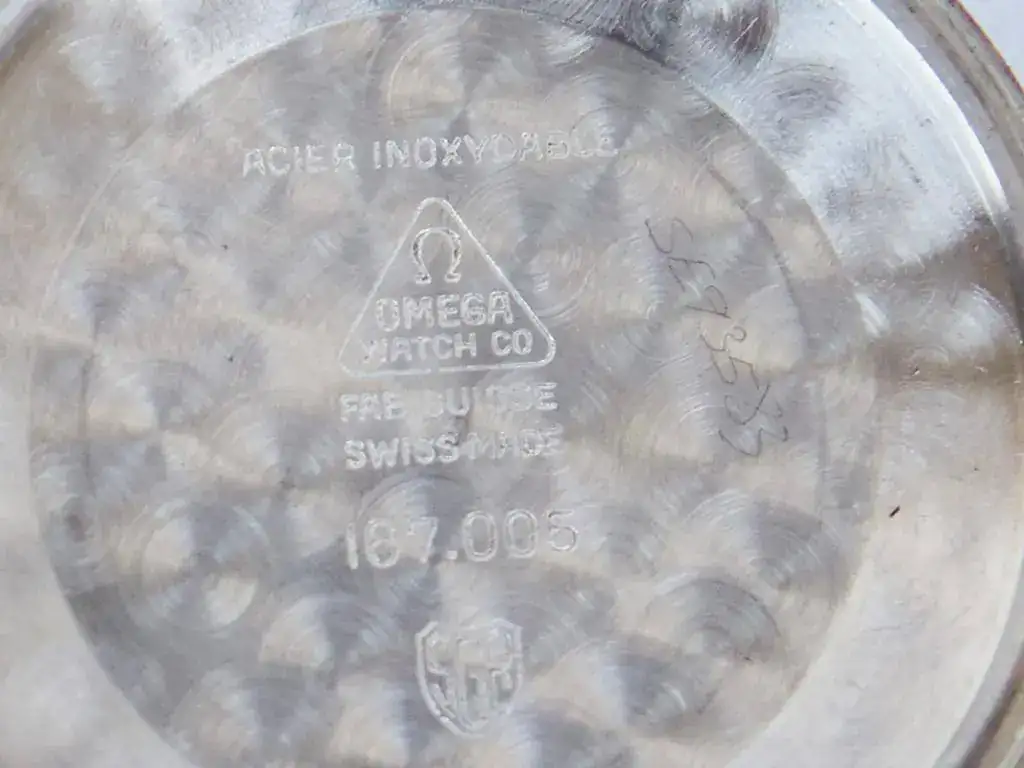 ACIER INOXYDABLE
Ω
OMEGA
WATCH CO
FAB. SUISSE
SWISS MADE
167.005